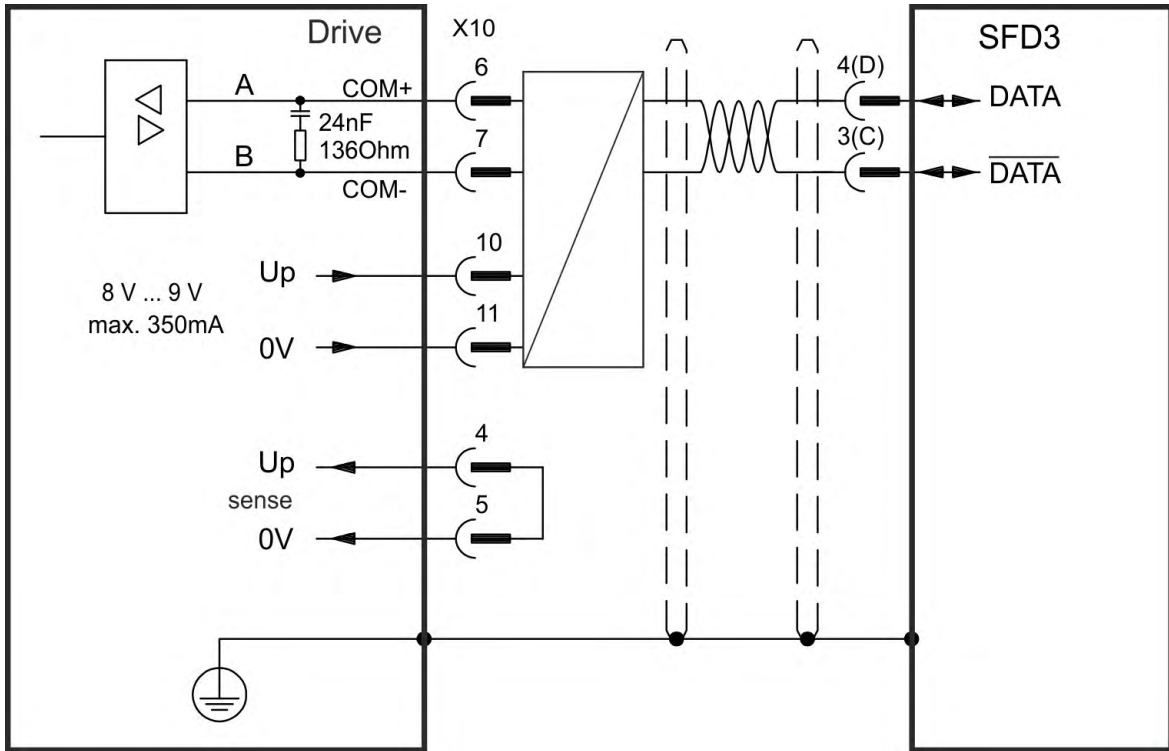 Drive
X10
SFD3
A
COM+
6
4(D)
DATA
24nF
136Ohm
B
COM-
7
3(C)
DATA
Up
10
8 V ... 9 V
max. 350mA
0V
11
Up
4
sense
0V
5